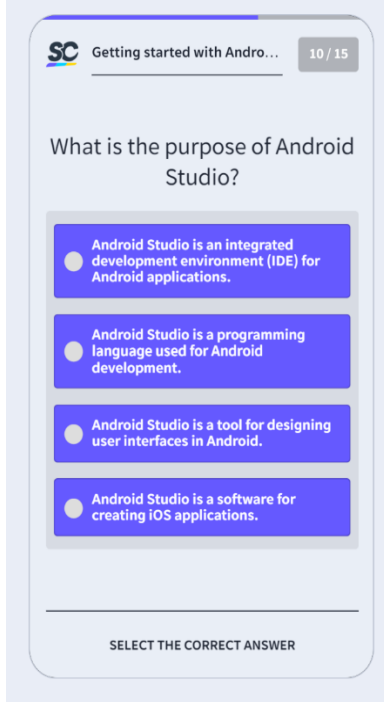 SC
Getting started with Andro...
10 / 15
What is the purpose of Android
Studio?
Android Studio is an integrated
development environment (IDE) for
Android applications.
Android Studio is a programming
language used for Android
development.
Android Studio is a tool for designing
user interfaces in Android.
Android Studio is a software for
creating iOS applications.
SELECT THE CORRECT ANSWER